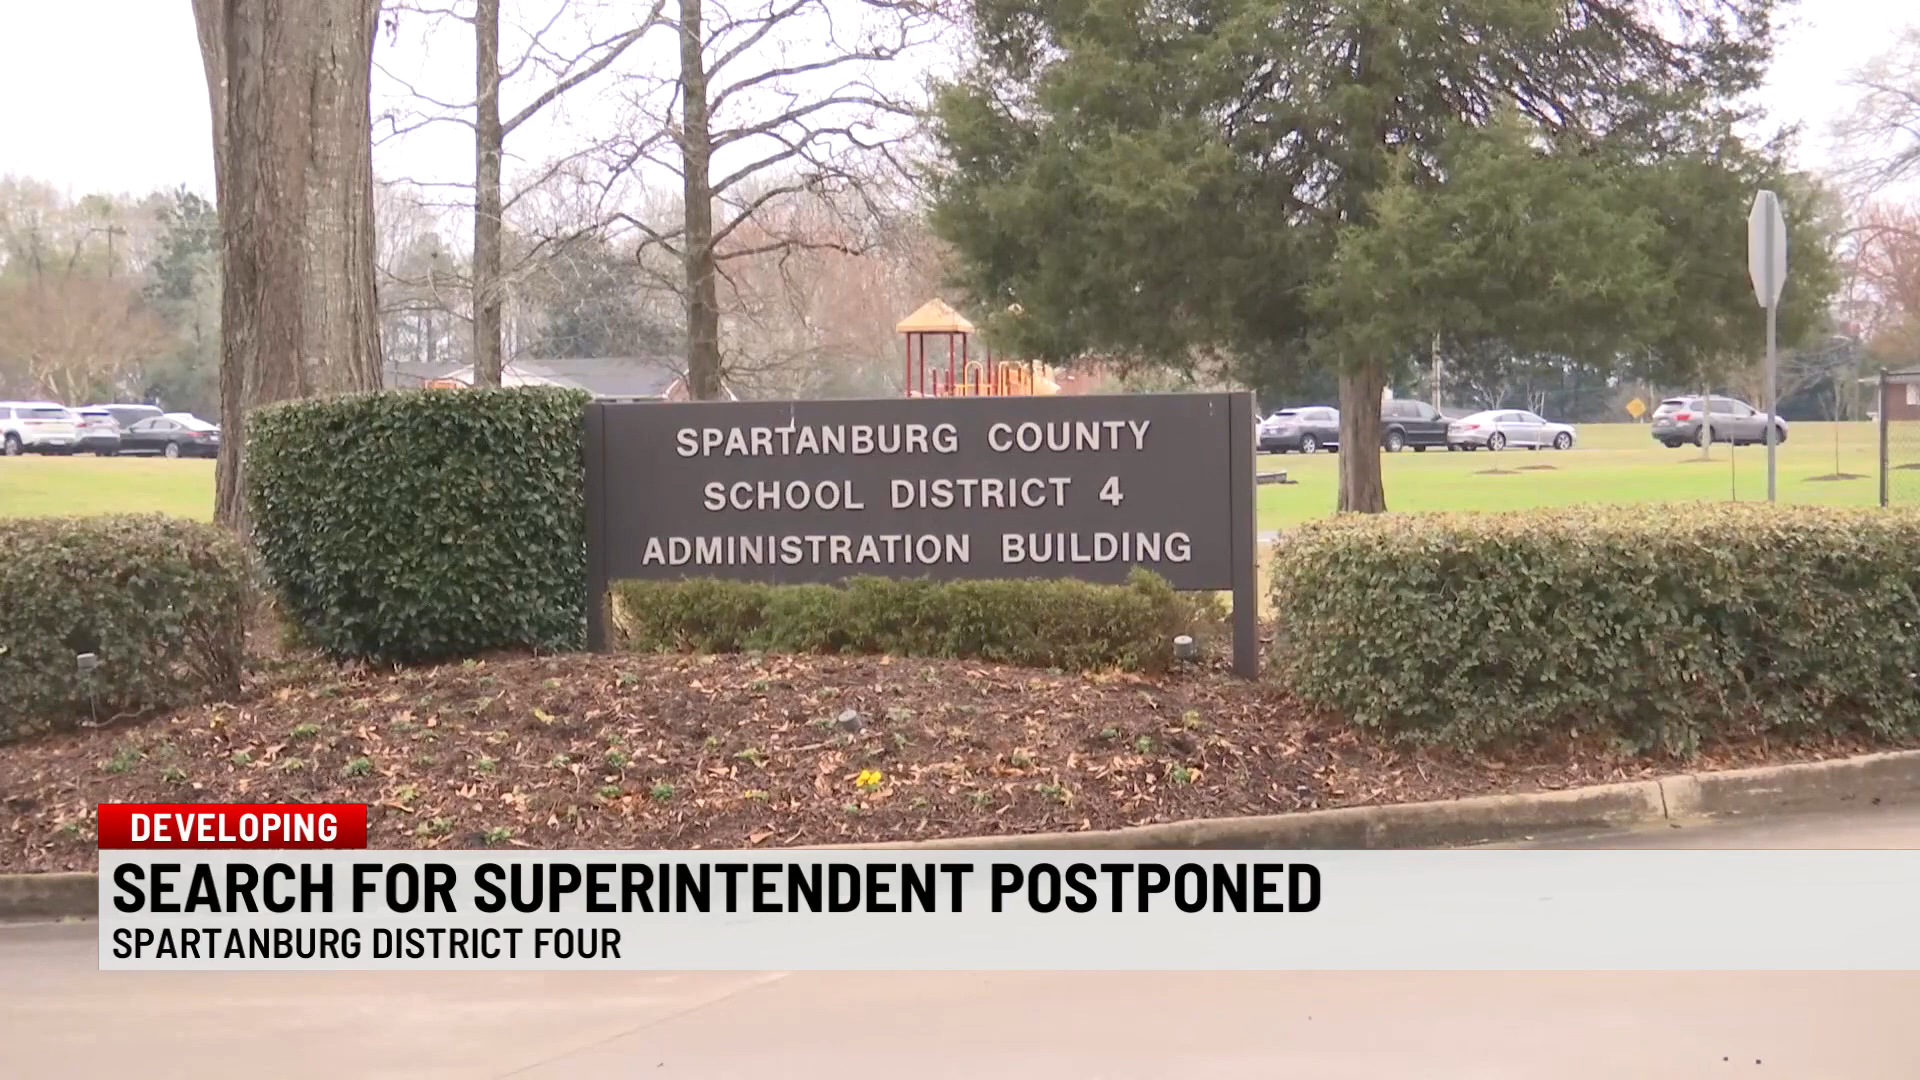 SPARTANBURG COUNTY
SCHOOL DISTRICT 4
ADMINISTRATION BUILDING
DEVELOPING
SEARCH FOR SUPERINTENDENT POSTPONED
SPARTANBURG DISTRICT FOUR